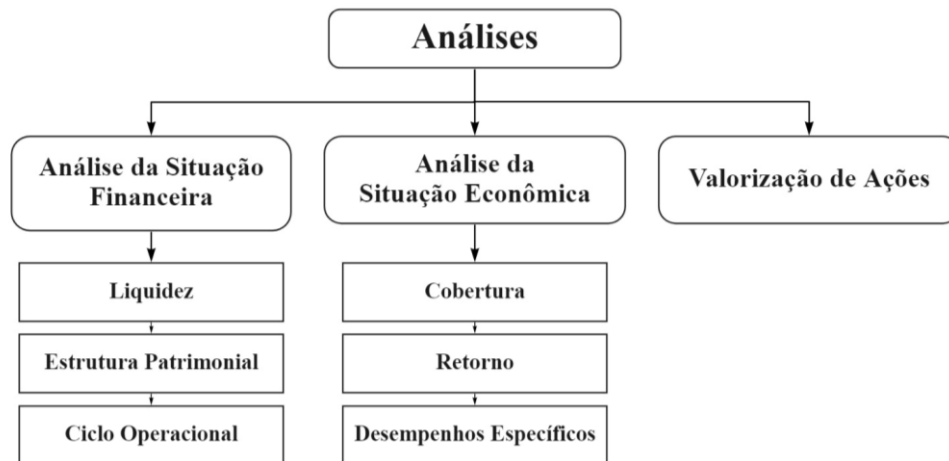 Análises
Análise da Situação
Financeira
Análise da
Situação Econômica
Valorização de Ações
Liquidez
Cobertura
Estrutura Patrimonial
Retorno
Ciclo Operacional
Desempenhos Específicos